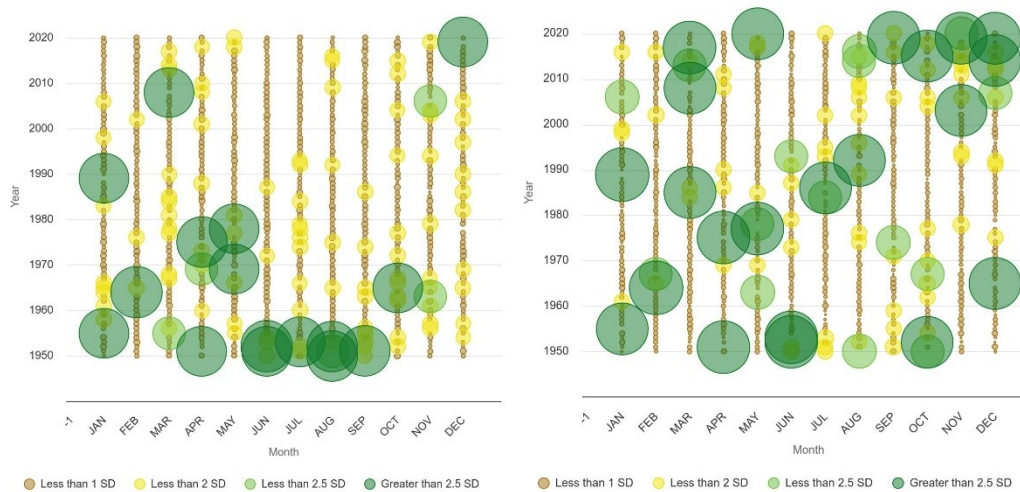 2020
2010
2000
1990
1980
1970
1960
1950
Year
-1 JAN FEB MAR APR MAY JUN JUL AUG SEP OCT NOV DEC
Month
Less than 1 SD Less than 2 SD Less than 2.5 SD Greater than 2.5 SD
2020
2010
2000
1990
1980
1970
1960
1950
Year
-1 JAN FEB MAR APR MAY JUN JUL AUG SEP OCT NOV DEC
Month
Less than 1 SD Less than 2 SD Less than 2.5 SD Greater than 2.5 SD